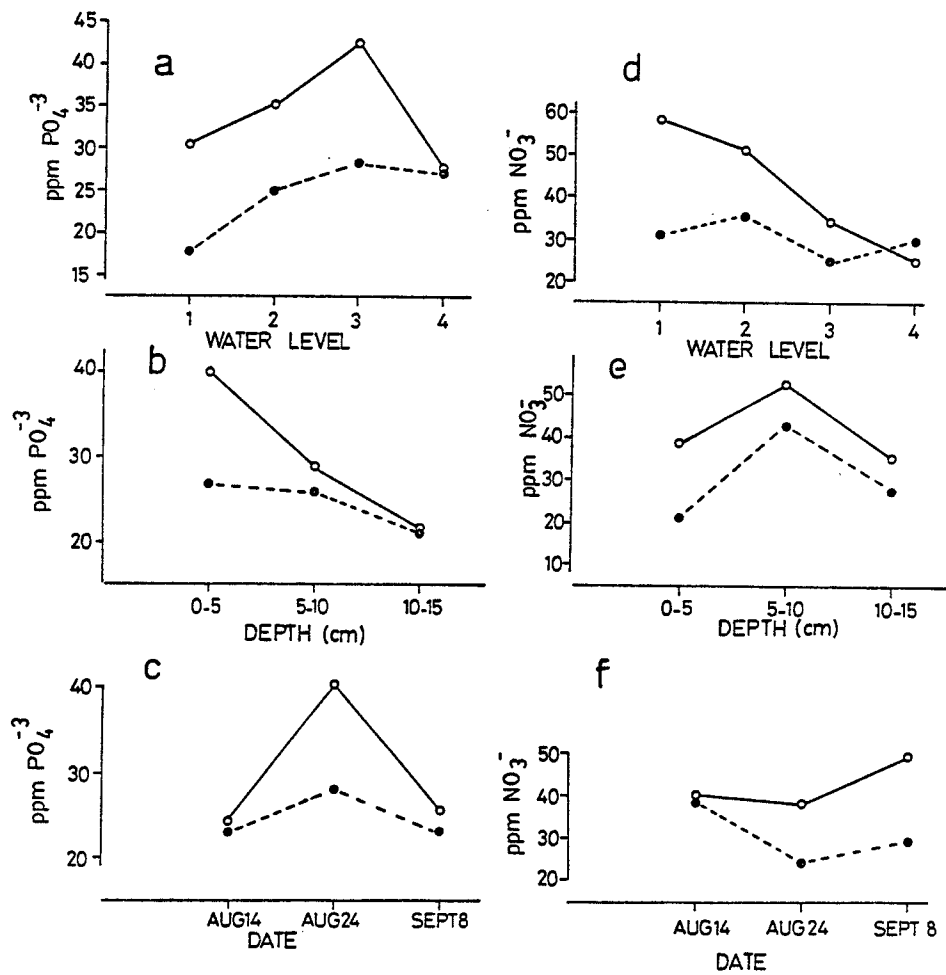 a
ppm PO4-3
45
40
35
30
25
20
15
1 2 3 4
WATER LEVEL
b
ppm PO4-3
40
30
20
0-5 5-10 10-15
DEPTH (cm)
c
ppm PO4-3
40
30
20
AUG14 AUG24 SEPT8
DATE
d
ppm NO3-
60
50
40
30
20
1 2 3 4
WATER LEVEL
e
ppm NO3-
50
40
30
20
10
0-5 5-10 10-15
DEPTH (cm)
f
ppm NO3-
50
40
30
20
AUG14 AUG24 SEPT 8
DATE